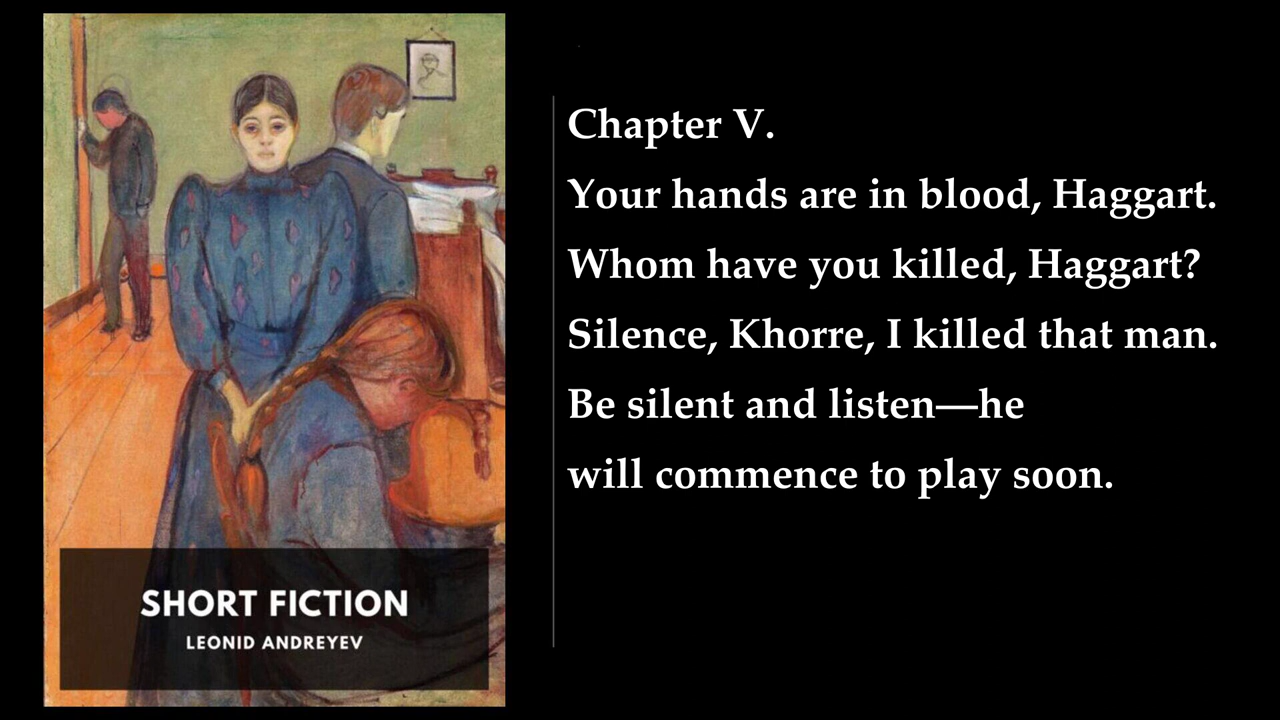 SHORT FICTION
LEONID ANDREYEV
Chapter V.
Your hands are in blood, Haggart.
Whom have you killed, Haggart?
Silence, Khorre, I killed that man.
Be silent and listen—he
will commence to play soon.